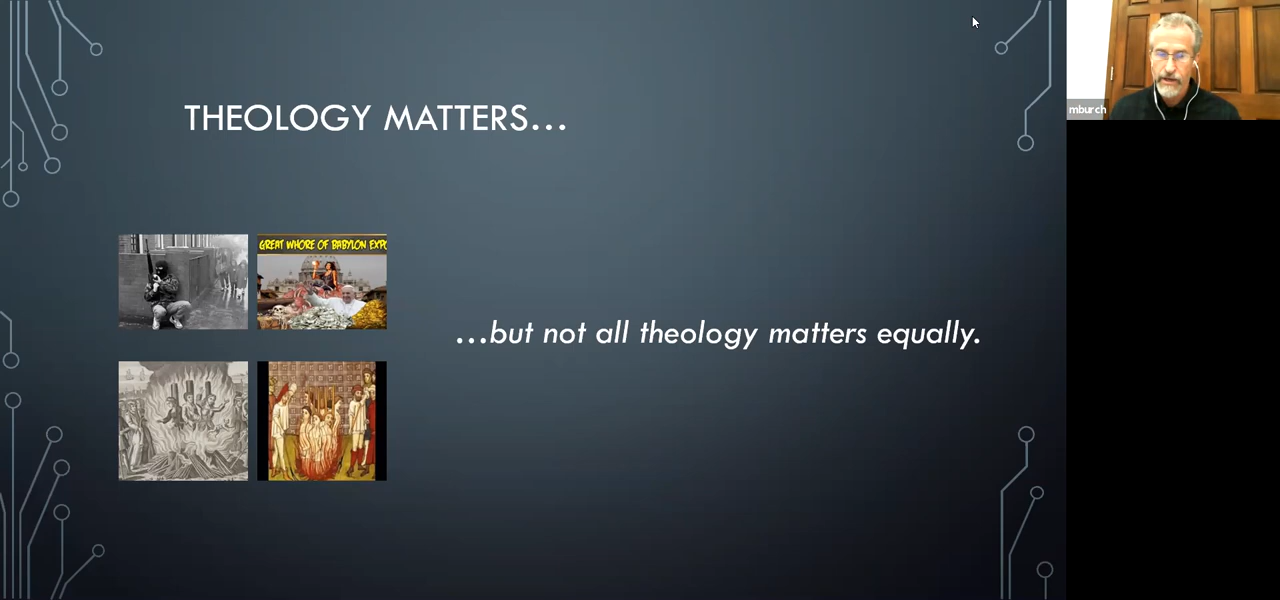 THEOLOGY MATTERS...
GREAT WHORE OF BABYLON EXPO
...but not all theology matters equally.
mburch